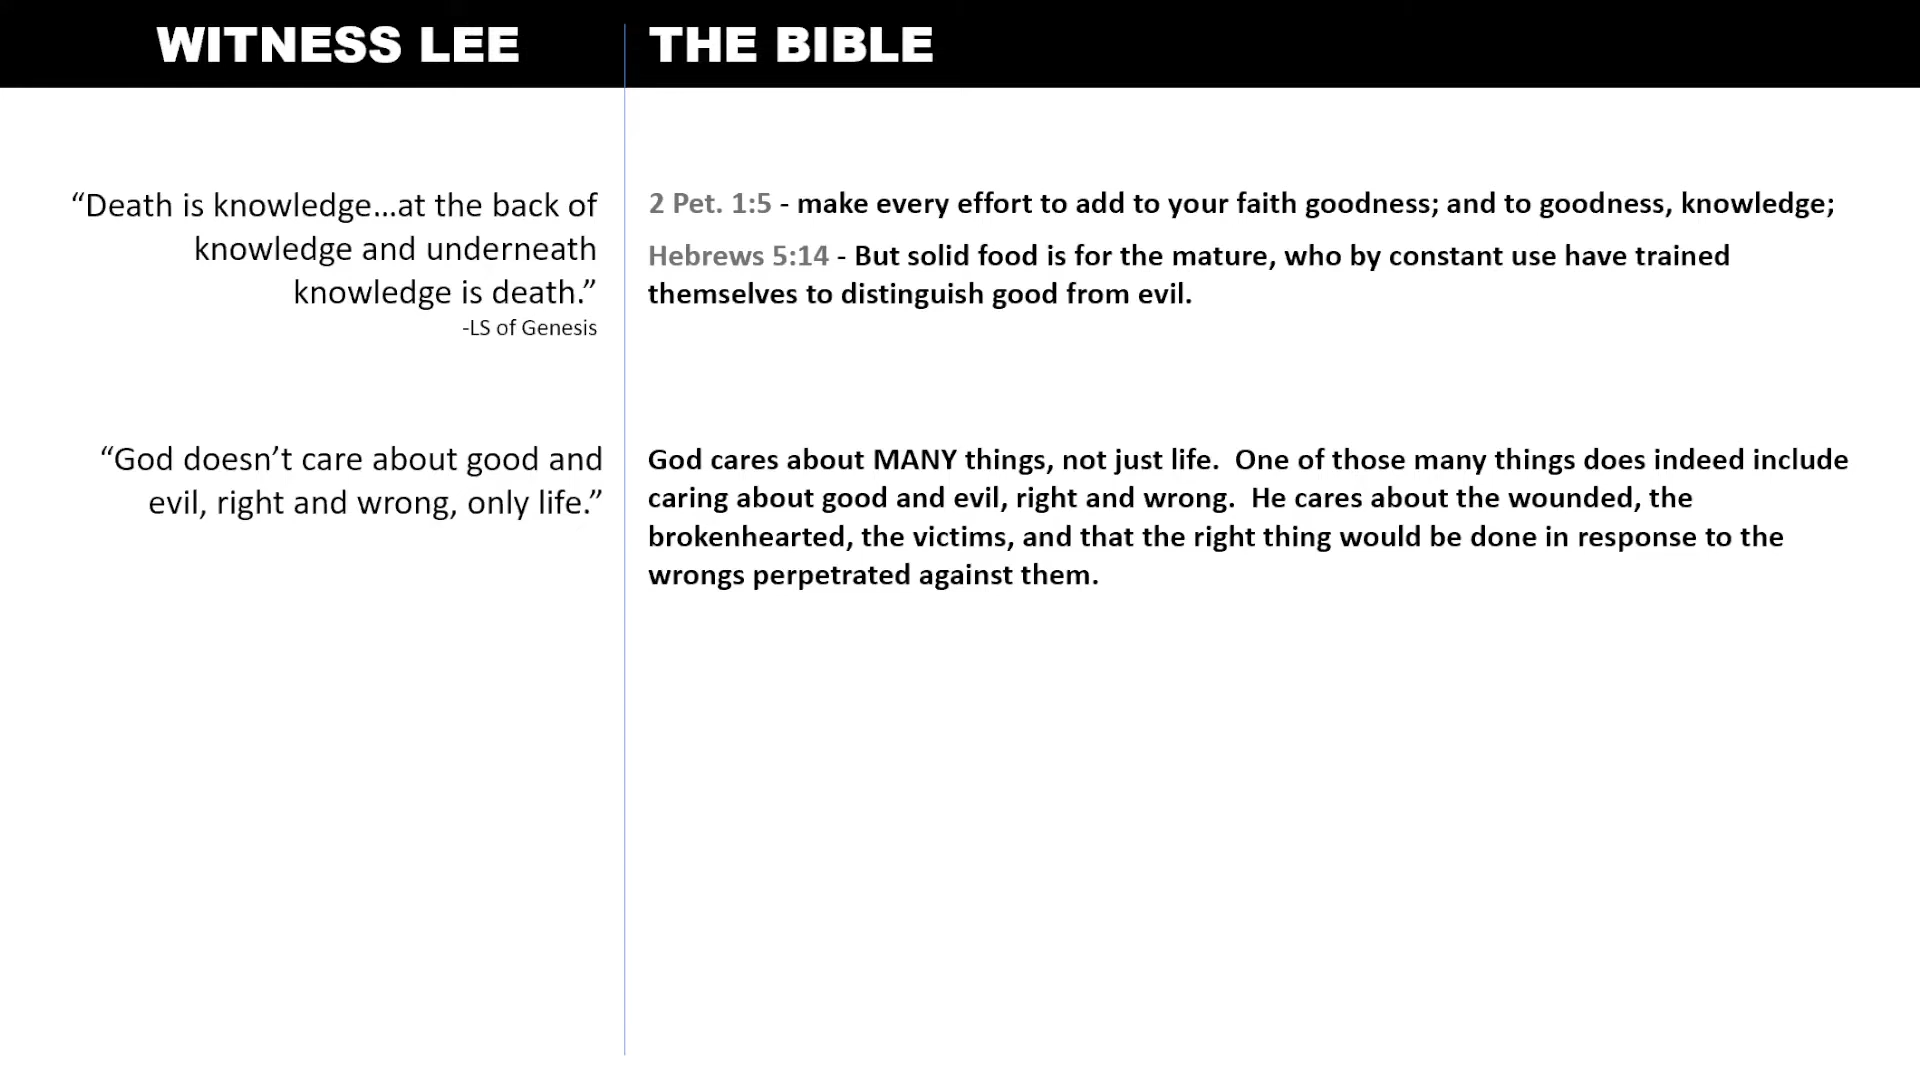 WITNESS LEE
THE BIBLE
“Death is knowledge…at the back of
knowledge and underneath
knowledge is death.”
-LS of Genesis
2 Pet. 1:5 - make every effort to add to your faith goodness; and to goodness, knowledge;
Hebrews 5:14 - But solid food is for the mature, who by constant use have trained
themselves to distinguish good from evil.
“God doesn’t care about good and
evil, right and wrong, only life.”
God cares about MANY things, not just life.  One of those many things does indeed include
caring about good and evil, right and wrong.  He cares about the wounded, the
brokenhearted, the victims, and that the right thing would be done in response to the
wrongs perpetrated against them.